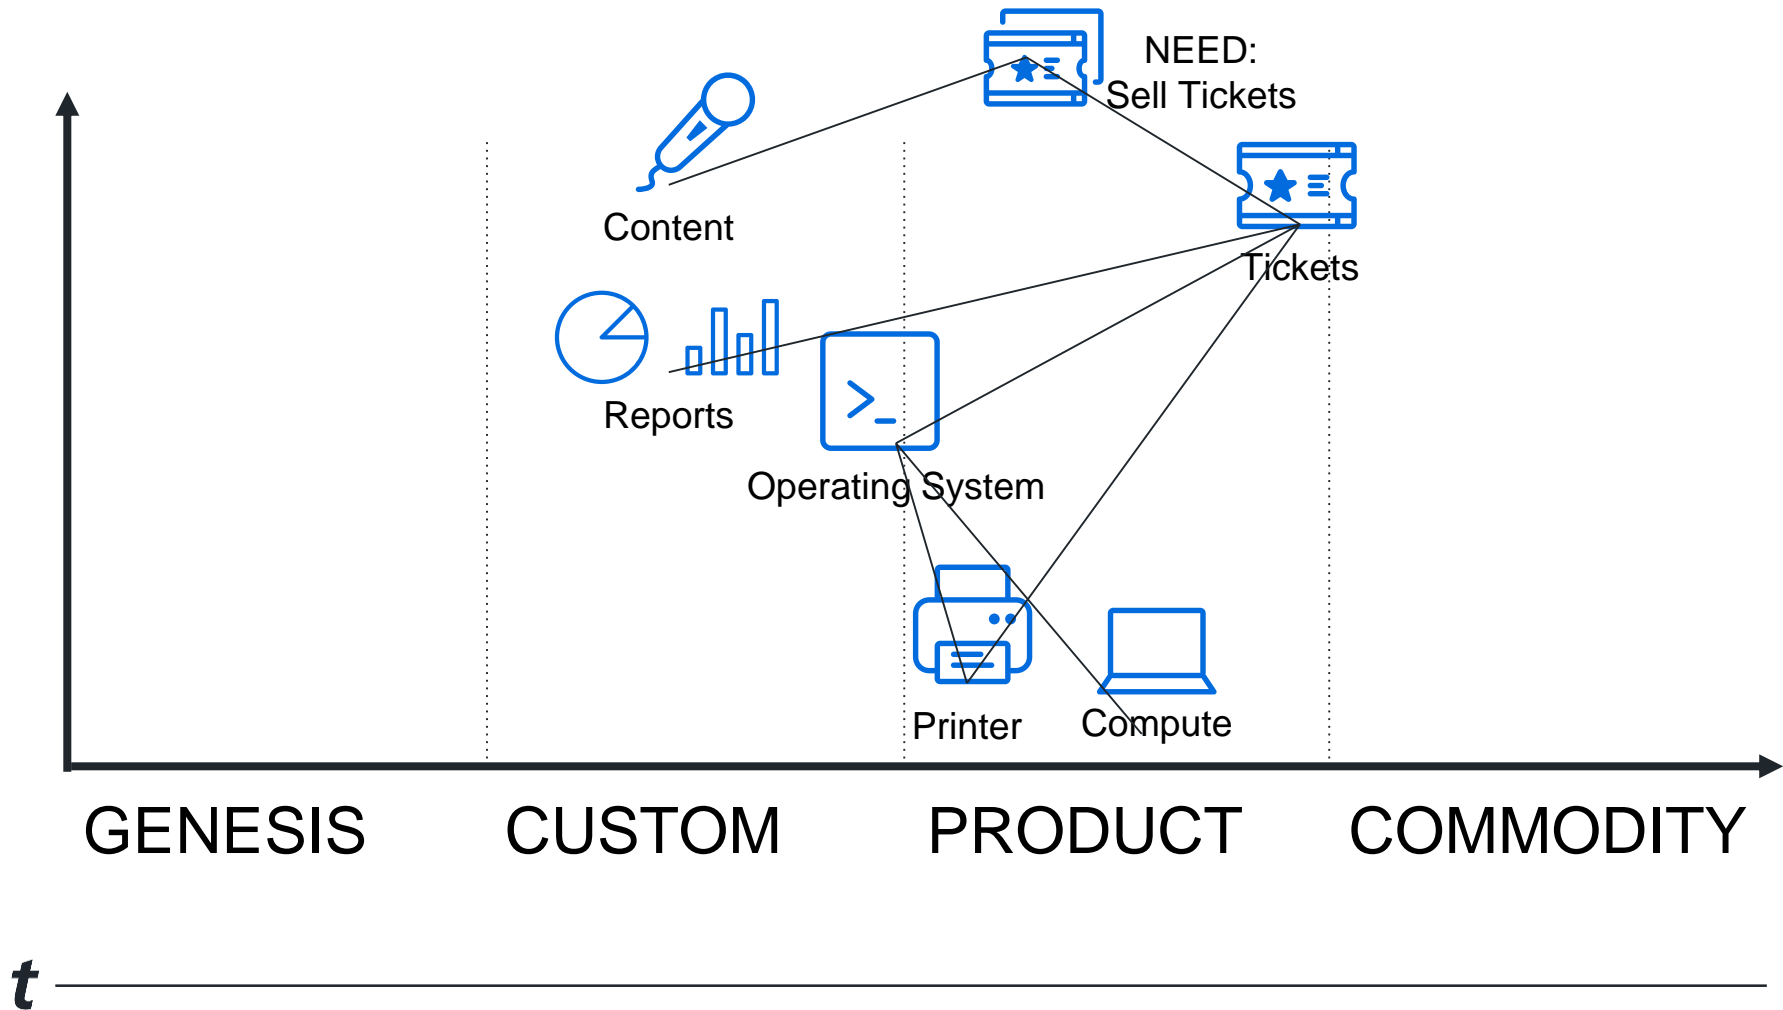 NEED:
Sell Tickets
Content
Tickets
Reports
Operating System
Printer
Compute
GENESIS
CUSTOM
PRODUCT
COMMODITY
t